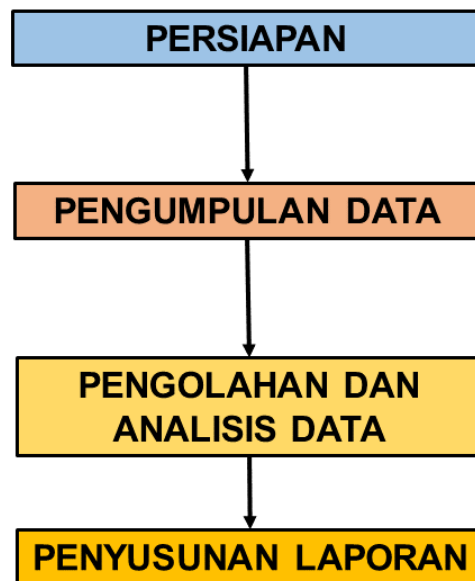 PERSIAPAN
PENGUMPULAN DATA
PENGOLAHAN DAN
ANALISIS DATA
PENYUSUNAN LAPORAN